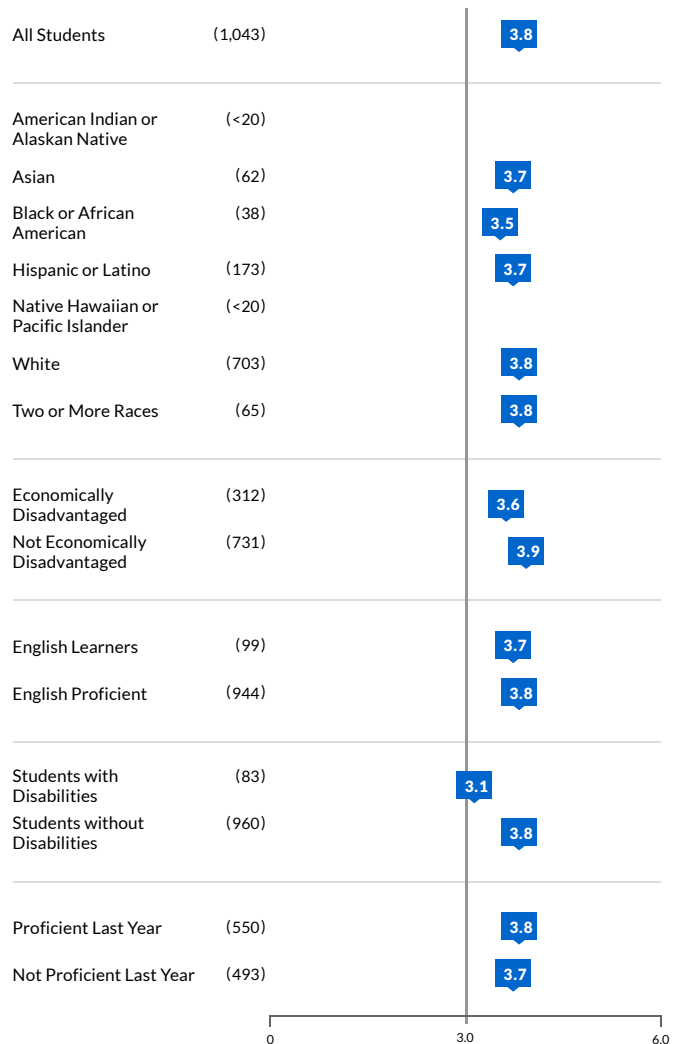 All Students (1,043) 3.8
American Indian or (<20)
Alaskan Native
Asian (62) 3.7
Black or African (38) 3.5
American
Hispanic or Latino (173) 3.7
Native Hawaiian or (<20)
Pacific Islander
White (703) 3.8
Two or More Races (65) 3.8
Economically (312) 3.6
Disadvantaged
Not Economically (731) 3.9
Disadvantaged
English Learners (99) 3.7
English Proficient (944) 3.8
Students with (83) 3.1
Disabilities
Students without (960) 3.8
Disabilities
Proficient Last Year (550) 3.8
Not Proficient Last Year (493) 3.7
0 3.0 6.0